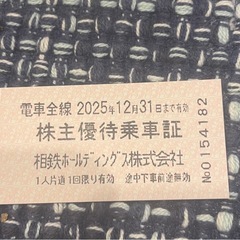 電車全線 2025年12月31日まで有効
株主優待乗車証
相鉄ホールディングス株式会社
1人片道1回限り有効 途中下車前途無効
№0154182